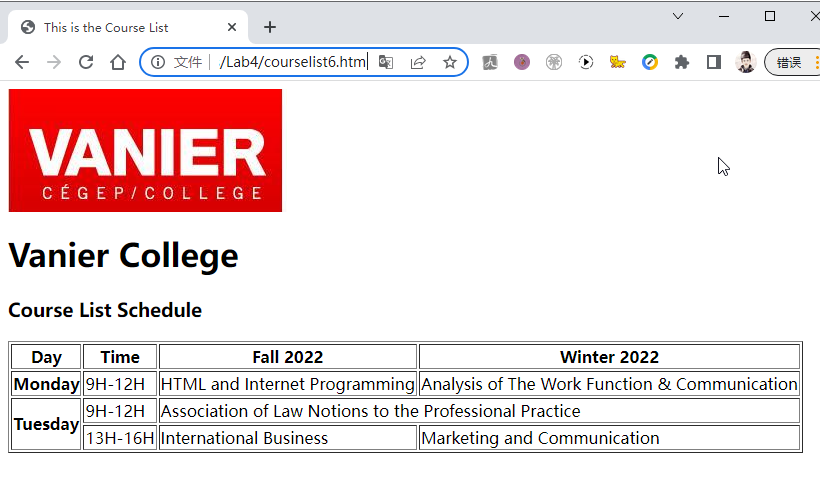 This is the Course List
文件 /Lab4/courselist6.htm
错误
VANIER
CÉGEP/COLLEGE
Vanier College
Course List Schedule
Day Time Fall 2022 Winter 2022
Monday 9H-12H HTML and Internet Programming Analysis of The Work Function & Communication
Tuesday 9H-12H Association of Law Notions to the Professional Practice
13H-16H International Business Marketing and Communication